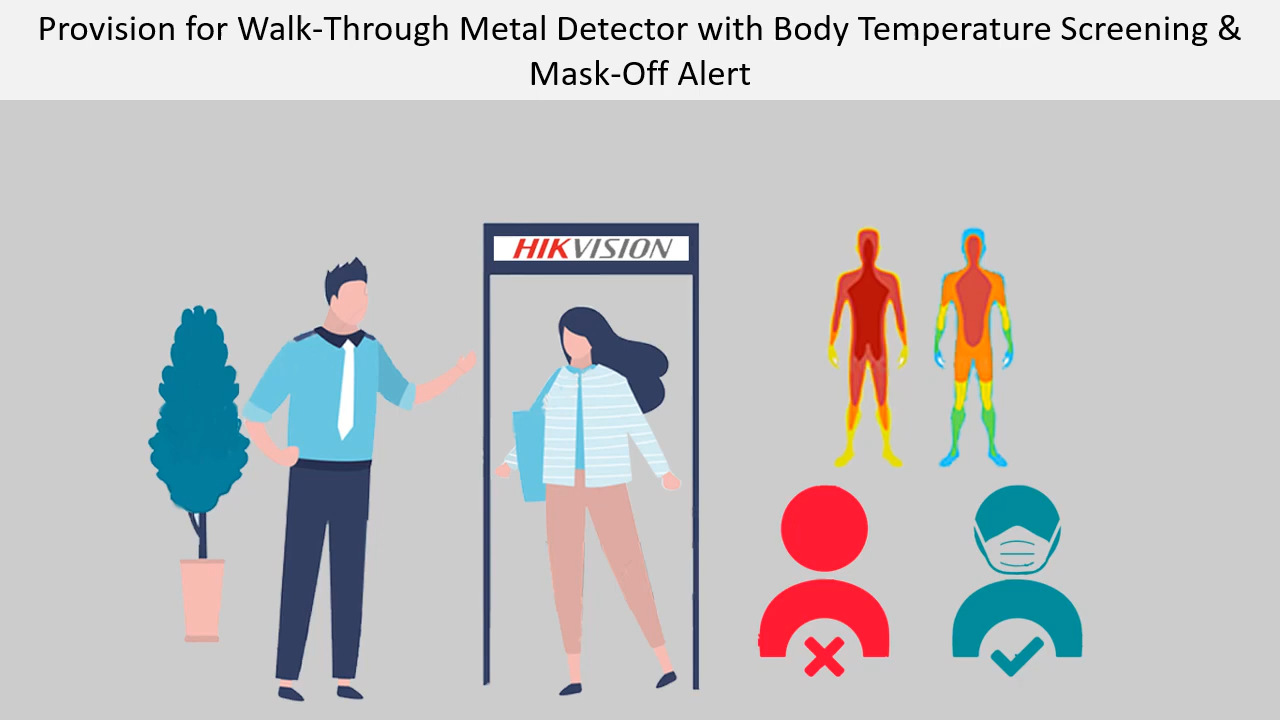 Provision for Walk-Through Metal Detector with Body Temperature Screening &
Mask-Off Alert
HIKVISION